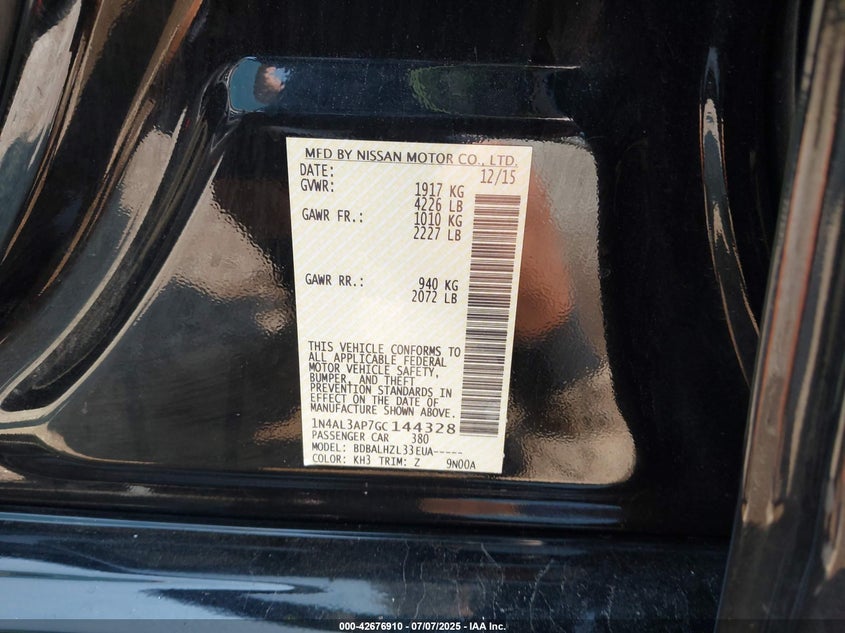 MFD BY NISSAN MOTOR CO., LTD.
DATE: 12/15
GVWR: 1917 KG
4226 LB
GAWR FR.: 1010 KG
2227 LB
GAWR RR.: 940 KG
2072 LB
THIS VEHICLE CONFORMS TO
ALL APPLICABLE FEDERAL
MOTOR VEHICLE SAFETY,
BUMPER, AND THEFT
PREVENTION STANDARDS IN
EFFECT ON THE DATE OF
MANUFACTURE SHOWN ABOVE.
1N4AL3AP7GC144328
PASSENGER CAR 380
MODEL: BDBALHZL33EUA-----
COLOR: KH3 TRIM: Z 9N00A
000-42676910 - 07/07/2025 - IAA Inc.